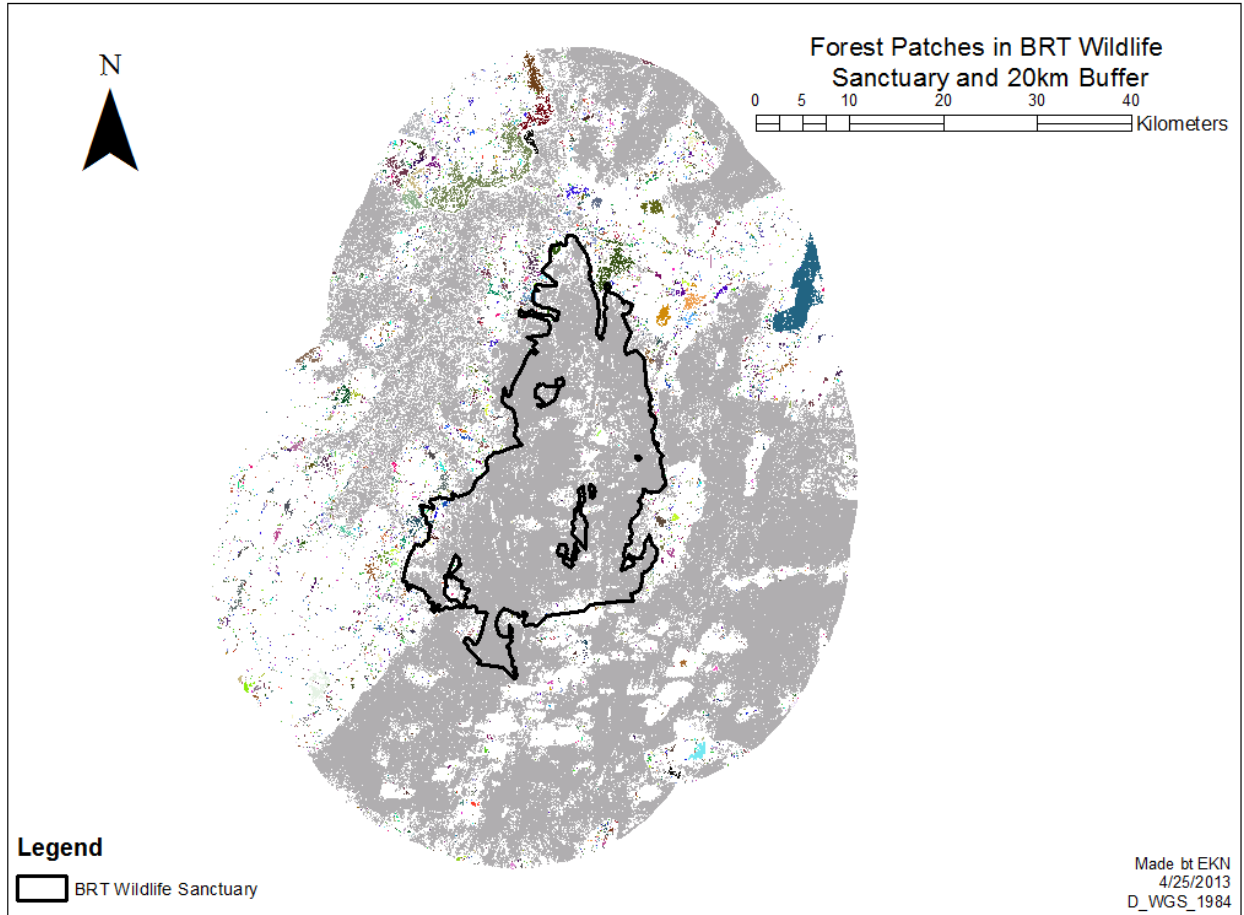 N
Forest Patches in BRT Wildlife
Sanctuary and 20km Buffer
0 5 10 20 30 40
Kilometers
Legend
BRT Wildlife Sanctuary
Made bt EKN
4/25/2013
D_WGS_1984